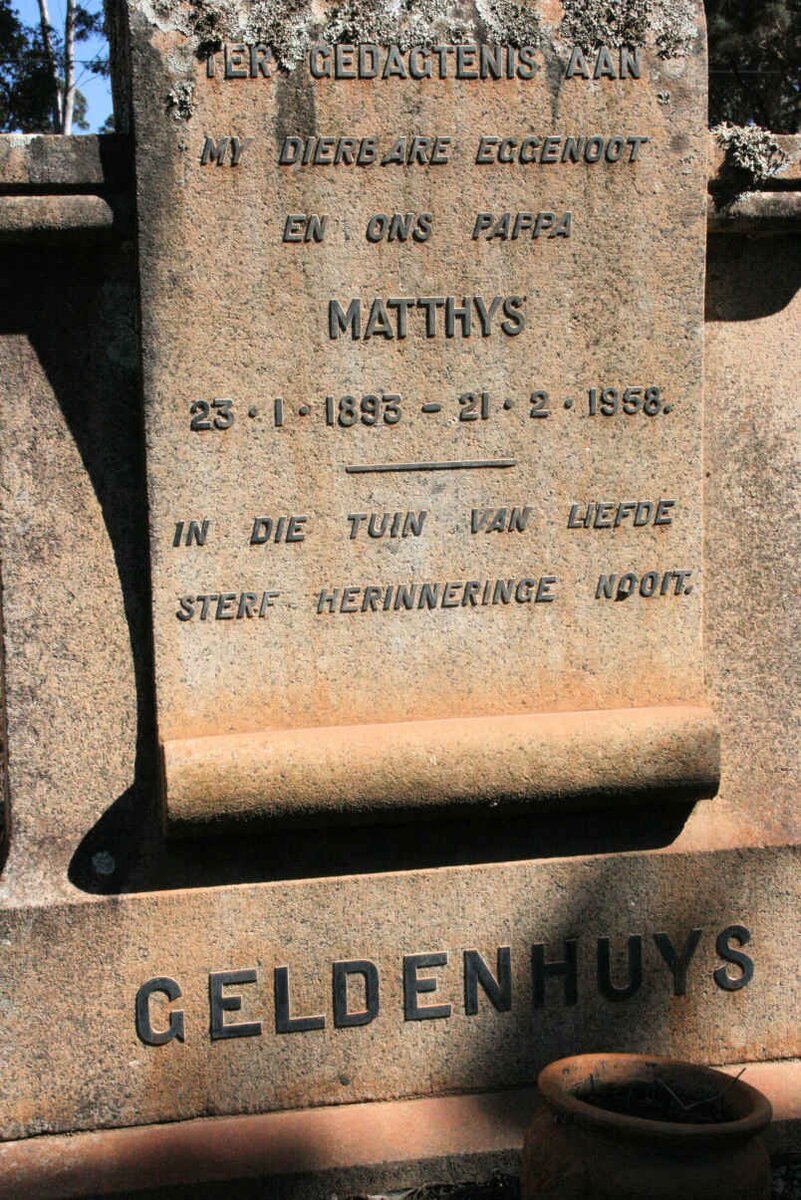 TER GEDAGTENIS AAN
MY DIERBARE EGGENOOT
EN ONS PAPPA
MATTHYS
23 · 1 · 1893 – 21 · 2 · 1958.
IN DIE TUIN VAN LIEFDE
STERF HERINNERINGE NOOIT.
GELDENHUYS